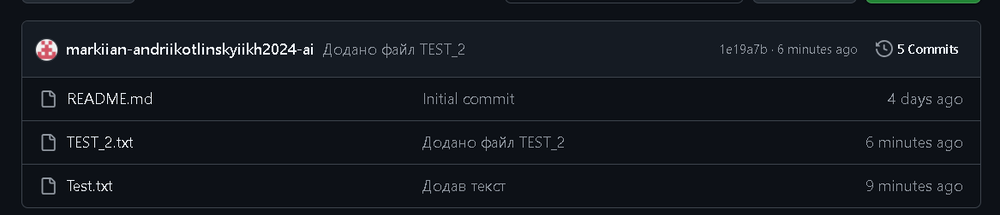 markiian-andriikotlinskyiikh2024-ai Додано файл TEST_2 1e19a7b · 6 minutes ago 5 Commits
README.md Initial commit 4 days ago
TEST_2.txt Додано файл TEST_2 6 minutes ago
Test.txt Додав текст 9 minutes ago